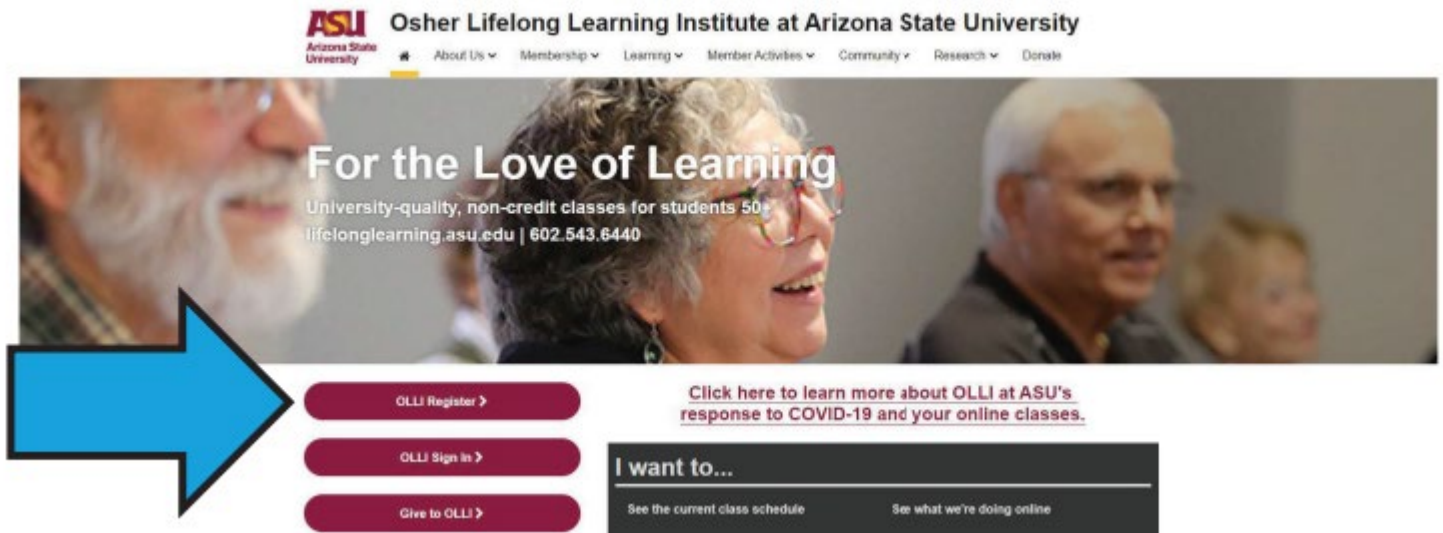 ASU
Arizona State
University
Osher Lifelong Learning Institute at Arizona State University
About Us Membership Learning Member Activities Community Research Donate
For the Love of Learning
University-quality, non-credit classes for students 50+
lifelonglearning.asu.edu | 602.543.6440
OLLI Register
OLLI Sign In
Give to OLLI
Click here to learn more about OLLI at ASU's
response to COVID-19 and your online classes.
I want to...
See the current class schedule See what we're doing online